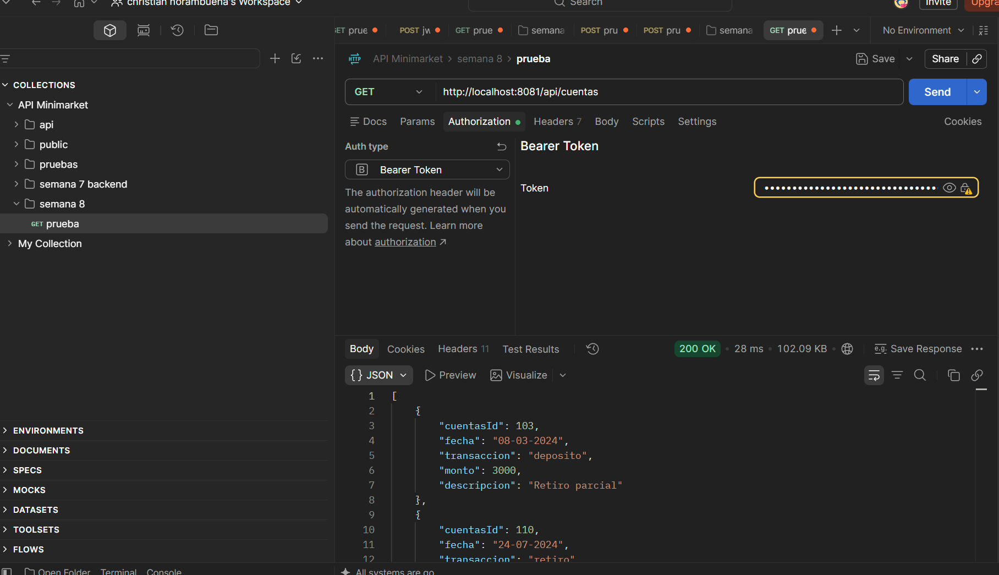 christian norambuena's Workspace
Search
Invite
GET prue
POST jw
GET prue
semana
POST pru
POST pru
semana
GET prue
No Environment
API Minimarket > semana 8 > prueba
Save
Share
COLLECTIONS
API Minimarket
api
public
pruebas
semana 7 backend
semana 8
GET prueba
My Collection
ENVIRONMENTS
DOCUMENTS
SPECS
MOCKS
DATASETS
TOOLSETS
FLOWS
GET
http://localhost:8081/api/cuentas
Send
Docs Params Authorization Headers 7 Body Scripts Settings Cookies
Auth type
B Bearer Token
The authorization header will be
automatically generated when you
send the request. Learn more
about authorization
Bearer Token
Token
Body Cookies Headers 11 Test Results
200 OK • 28 ms • 102.09 KB • e.g. Save Response
{} JSON Preview Visualize
1 [
2 {
3 "cuentasId": 103,
4 "fecha": "08-03-2024",
5 "transaccion": "deposito",
6 "monto": 3000,
7 "descripcion": "Retiro parcial"
8 },
9 {
10 "cuentasId": 110,
11 "fecha": "24-07-2024",
12 "transaccion": "retiro"
Open Folder Terminal Console
All systems are go